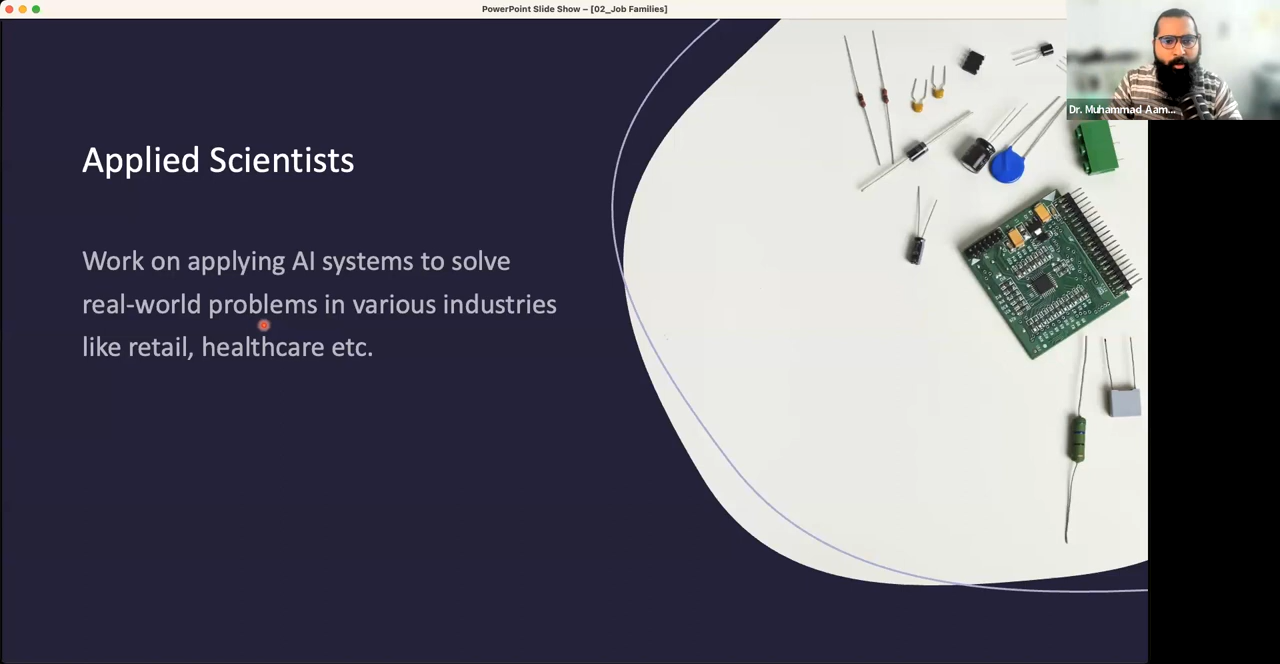 PowerPoint Slide Show – [02_Job Families]
Dr. Muhammad Aam...
Applied Scientists
Work on applying AI systems to solve
real-world problems in various industries
like retail, healthcare etc.